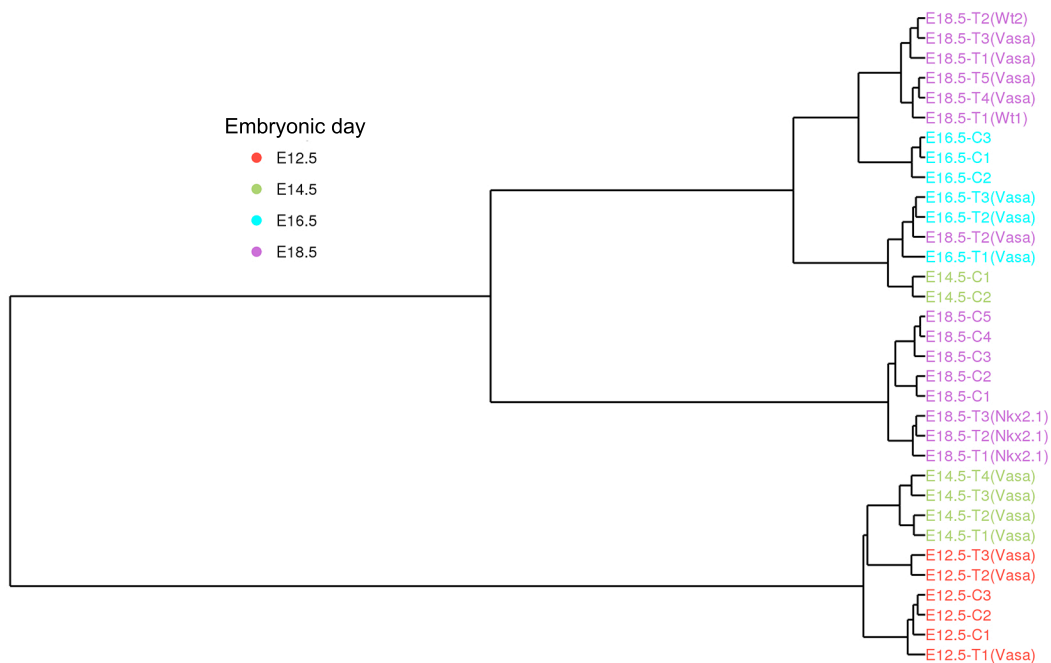 Embryonic day
E12.5
E14.5
E16.5
E18.5
E18.5-T2(Wt2)
E18.5-T3(Vasa)
E18.5-T1(Vasa)
E18.5-T5(Vasa)
E18.5-T4(Vasa)
E18.5-T1(Wt1)
E16.5-C3
E16.5-C1
E16.5-C2
E16.5-T3(Vasa)
E16.5-T2(Vasa)
E18.5-T2(Vasa)
E16.5-T1(Vasa)
E14.5-C1
E14.5-C2
E18.5-C5
E18.5-C4
E18.5-C3
E18.5-C2
E18.5-C1
E18.5-T3(Nkx2.1)
E18.5-T2(Nkx2.1)
E18.5-T1(Nkx2.1)
E14.5-T4(Vasa)
E14.5-T3(Vasa)
E14.5-T2(Vasa)
E14.5-T1(Vasa)
E12.5-T3(Vasa)
E12.5-T2(Vasa)
E12.5-C3
E12.5-C2
E12.5-C1
E12.5-T1(Vasa)